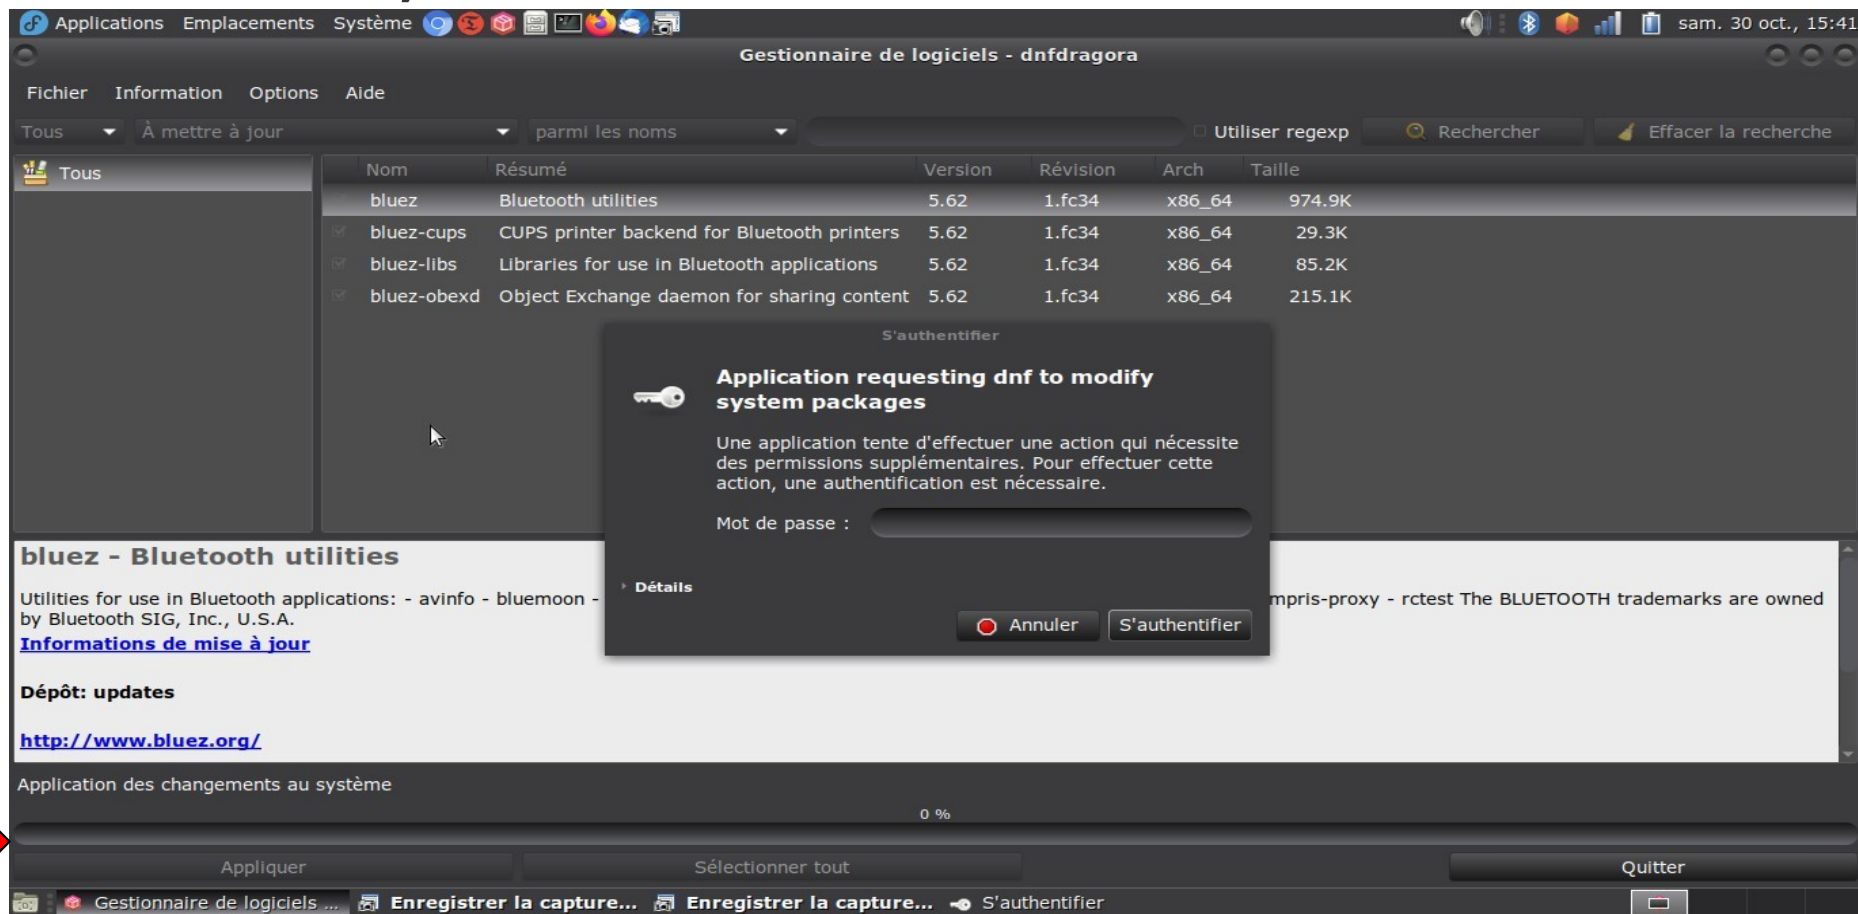 Applications Emplacements Système sam. 30 oct., 15:41
Gestionnaire de logiciels - dnfdragora
Fichier Information Options Aide
Tous À mettre à jour parmi les noms Utiliser regexp Rechercher Effacer la recherche
Tous
Nom Résumé Version Révision Arch Taille
bluez Bluetooth utilities 5.62 1.fc34 x86_64 974.9K
bluez-cups CUPS printer backend for Bluetooth printers 5.62 1.fc34 x86_64 29.3K
bluez-libs Libraries for use in Bluetooth applications 5.62 1.fc34 x86_64 85.2K
bluez-obexd Object Exchange daemon for sharing content 5.62 1.fc34 x86_64 215.1K
S'authentifier
Application requesting dnf to modify
system packages
Une application tente d'effectuer une action qui nécessite
des permissions supplémentaires. Pour effectuer cette
action, une authentification est nécessaire.
Mot de passe :
Détails
Annuler S'authentifier
bluez - Bluetooth utilities
Utilities for use in Bluetooth applications: - avinfo - bluemoon - mpris-proxy - rctest The BLUETOOTH trademarks are owned
by Bluetooth SIG, Inc., U.S.A.
Informations de mise à jour
Dépôt: updates
http://www.bluez.org/
Application des changements au système
0 %
Appliquer Sélectionner tout Quitter
Gestionnaire de logiciels ... Enregistrer la capture... Enregistrer la capture... S'authentifier